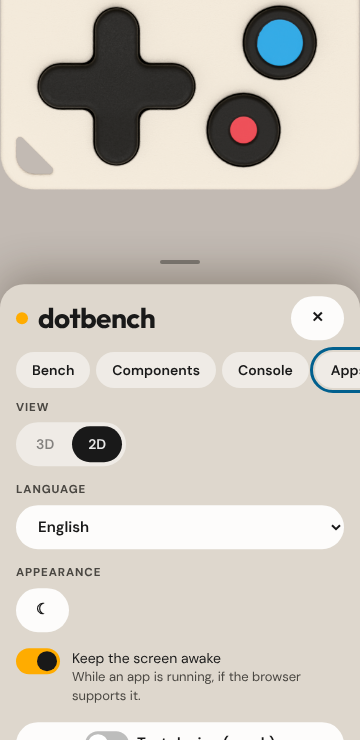 dotbench
Bench Components Console
VIEW
3D 2D
LANGUAGE
English
APPEARANCE
Keep the screen awake
While an app is running, if the browser
supports it.